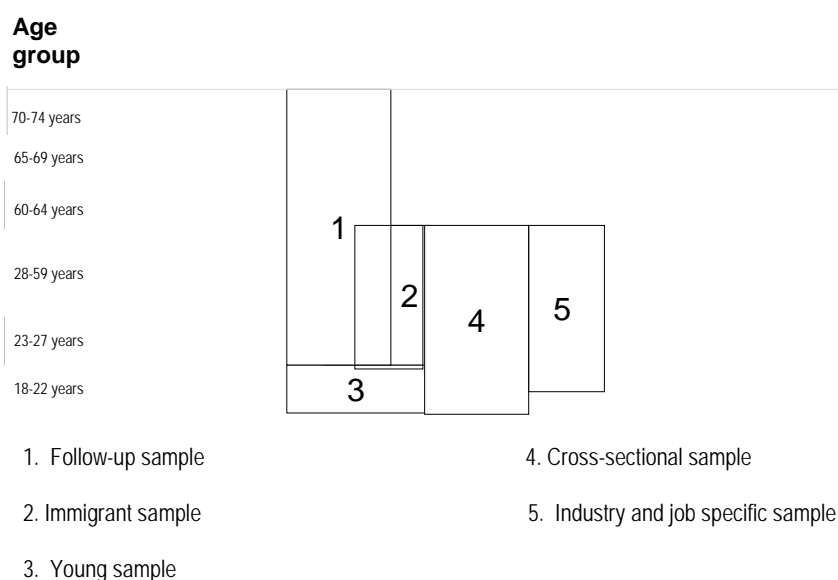 Age
group
70-74 years
65-69 years
60-64 years
1
28-59 years
2
4
5
23-27 years
18-22 years
3
1. Follow-up sample
4. Cross-sectional sample
2. Immigrant sample
5. Industry and job specific sample
3. Young sample